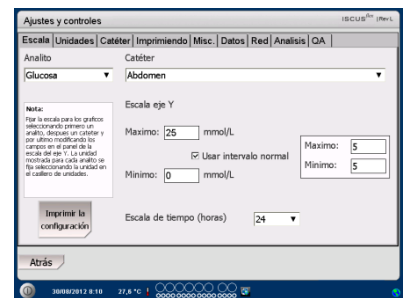 Ajustes y controles
ISCUS
Escala Unidades Catéter Imprimiendo Misc. Datos Red Analisis QA
Analito
Catéter
Glucosa
Abdomen
Nota:
Fijar la escala para los graficos
seleccionando primero un
analito, despues un cateter y
por ultimo modificando los
campos en el panel de la
escala del eje Y. La unidad
mostrada para cada analito se
fija seleccionando la unidad en
el casillero de unidades.
Escala eje Y
Maximo: 25 mmol/L
Usar intervalo normal
Minimo: 0 mmol/L
Maximo: 5
Minimo: 5
Imprimir la
configuración
Escala de tiempo (horas) 24
Atrás
30/08/2012 8:10 27,6 °C